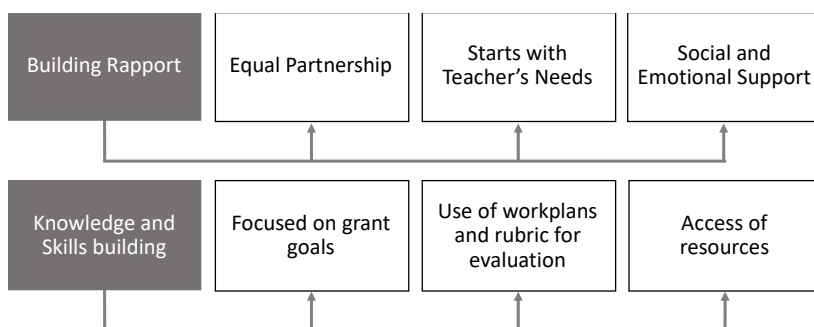 Building Rapport
Equal Partnership
Starts with
Teacher's Needs
Social and
Emotional Support
Knowledge and
Skills building
Focused on grant
goals
Use of workplans
and rubric for
evaluation
Access of
resources